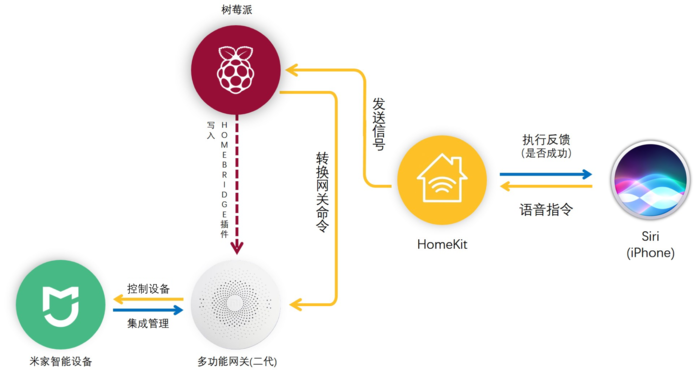 树莓派
写入
HOMEBRIDGE插件
转换网关命令
发送信号
HomeKit
执行反馈
(是否成功)
语音指令
Siri
(iPhone)
控制设备
集成管理
米家智能设备
多功能网关(二代)